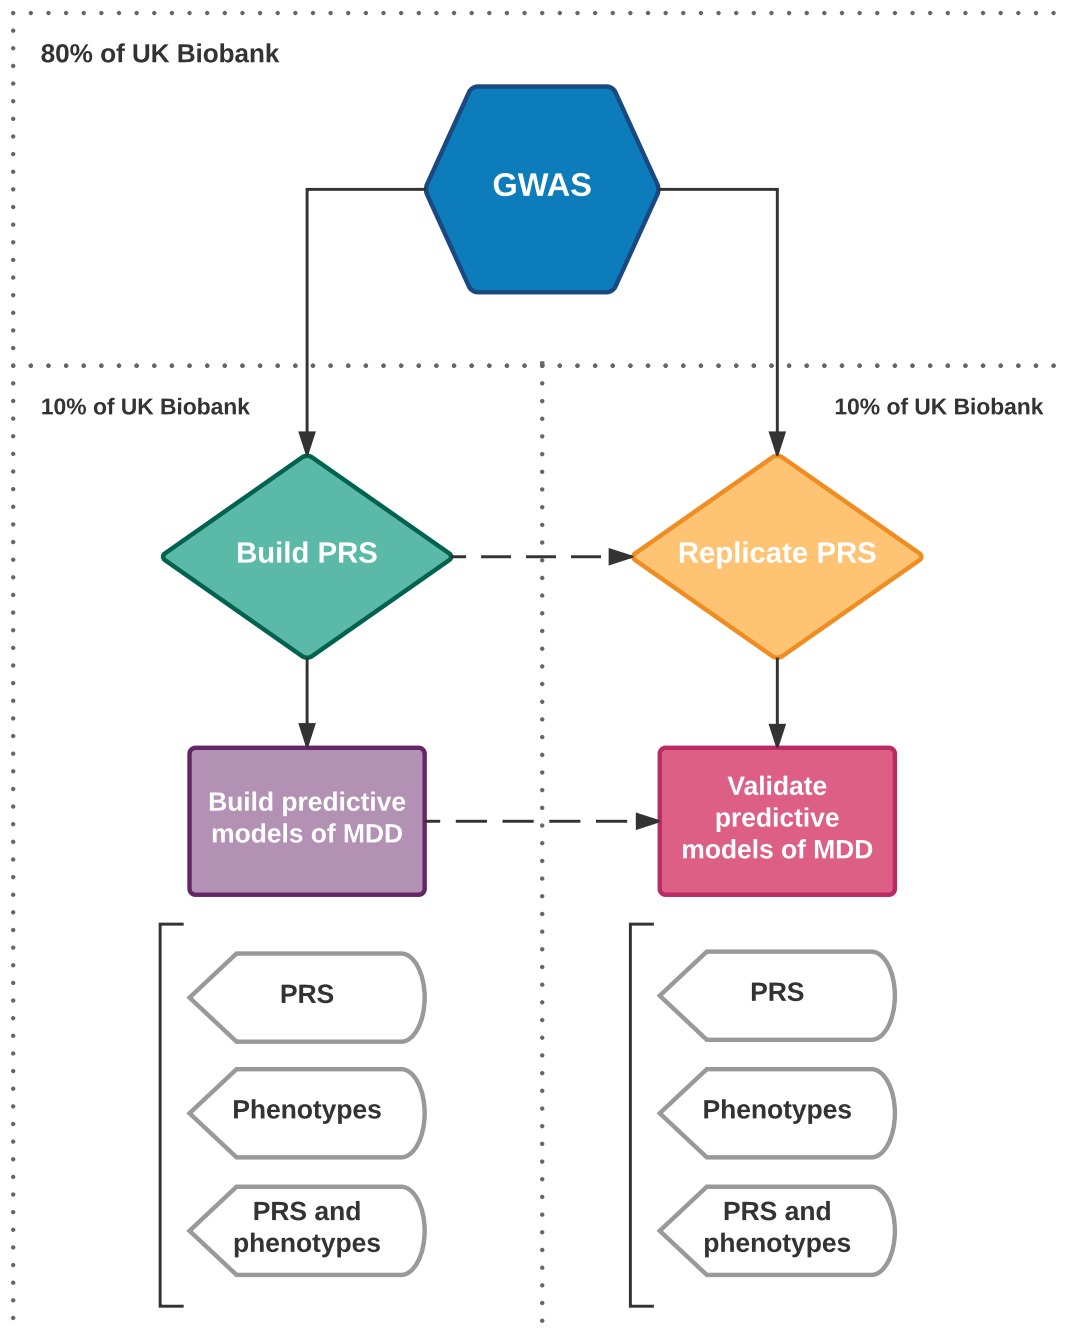 80% of UK Biobank
GWAS
10% of UK Biobank
10% of UK Biobank
Build PRS
Replicate PRS
Build predictive
models of MDD
Validate
predictive
models of MDD
PRS
Phenotypes
PRS and
phenotypes
PRS
Phenotypes
PRS and
phenotypes